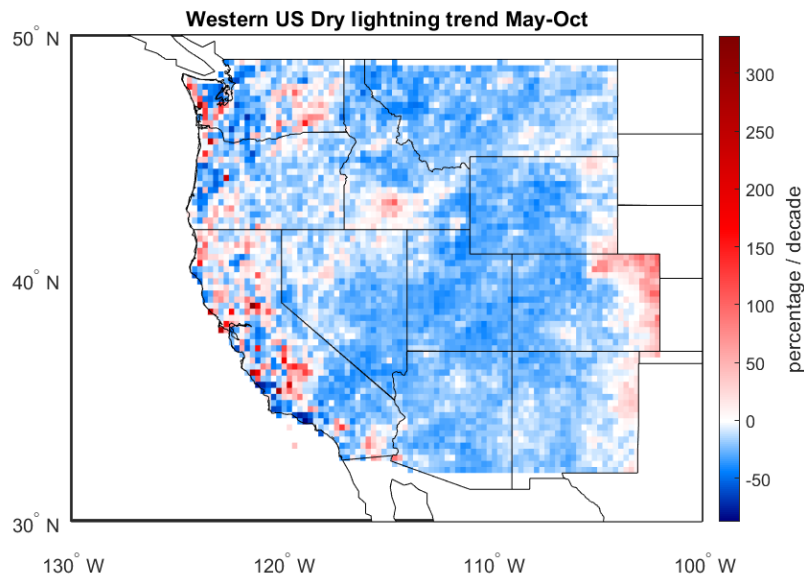 Western US Dry lightning trend May-Oct
50° N
40° N
30° N
130° W
120° W
110° W
100° W
300
250
200
150
100
50
0
-50
percentage / decade